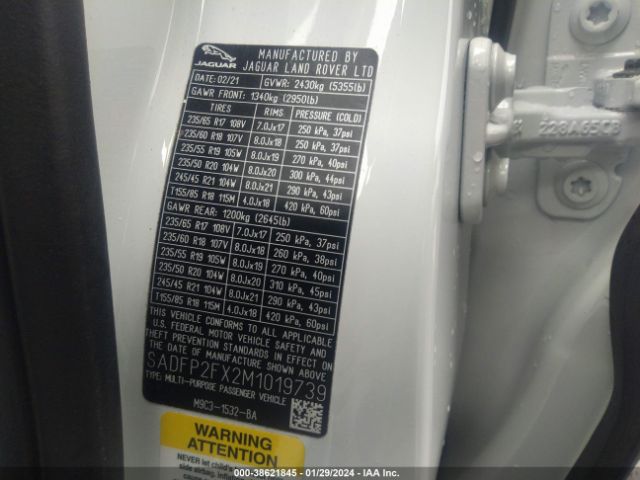 JAGUAR
MANUFACTURED BY
JAGUAR LAND ROVER LTD
DATE: 02/21 GVWR: 2430kg (5355lb)
GAWR FRONT: 1340kg (2950lb)
TIRES RIMS PRESSURE (COLD)
235/65 R17 108V 7.0Jx17 250 kPa, 37psi
235/60 R18 107V 8.0Jx18 250 kPa, 37psi
235/55 R19 105W 8.0Jx19 270 kPa, 40psi
235/50 R20 104W 8.0Jx20 300 kPa, 44psi
245/45 R21 104W 8.0Jx21 290 kPa, 43psi
T155/85 R18 115M 4.0Jx18 420 kPa, 60psi
GAWR REAR: 1200kg (2645lb)
235/65 R17 108V 7.0Jx17 250 kPa, 37psi
235/60 R18 107V 8.0Jx18 260 kPa, 38psi
235/55 R19 105W 8.0Jx19 270 kPa, 40psi
235/50 R20 104W 8.0Jx20 310 kPa, 45psi
245/45 R21 104W 8.0Jx21 290 kPa, 43psi
T155/85 R18 115M 4.0Jx18 420 kPa, 60psi
THIS VEHICLE CONFORMS TO ALL APPLICABLE
U.S. FEDERAL MOTOR VEHICLE SAFETY AND
THEFT PREVENTION STANDARDS IN EFFECT ON
THE DATE OF MANUFACTURE SHOWN ABOVE
SADFP2FX2M1019739
TYPE: MULTI-PURPOSE PASSENGER VEHICLE
M9C3-1532-BA
WARNING
ATTENTION
NEVER let child
side airbag,
000-38621845 - 01/29/2024 - IAA Inc.